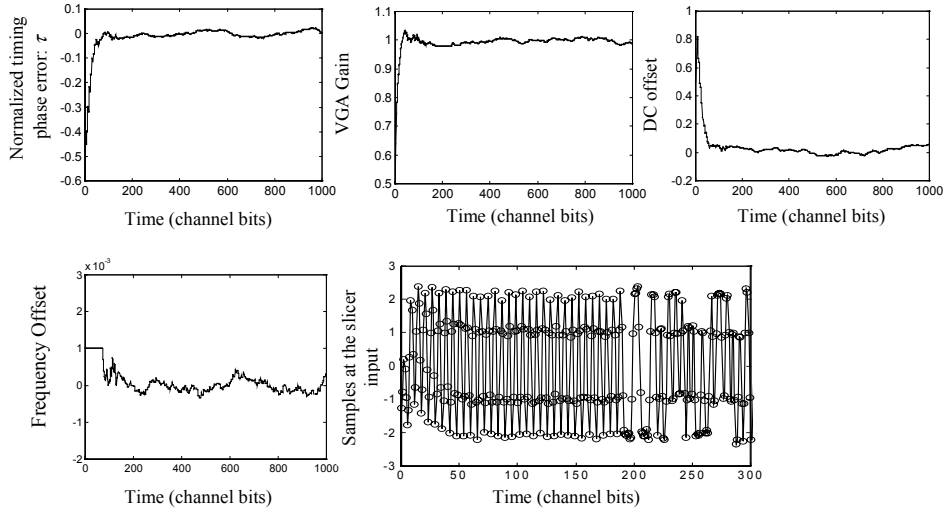 0.1
0
-0.1
-0.2
-0.3
-0.4
-0.5
-0.6
0 200 400 600 800 1000
Normalized timing
phase error: τ
Time (channel bits)
1.1
1
0.9
0.8
0.7
0.6
0.5
0 200 400 600 800 1000
VGA Gain
Time (channel bits)
0.8
0.6
0.4
0.2
0
-0.2
0 200 400 600 800 1000
DC offset
Time (channel bits)
x 10⁻³
3
2
1
0
-1
-2
0 200 400 600 800 1000
Frequency Offset
Time (channel bits)
3
2
1
0
-1
-2
-3
0 50 100 150 200 250 300
Samples at the slicer
input
Time (channel bits)